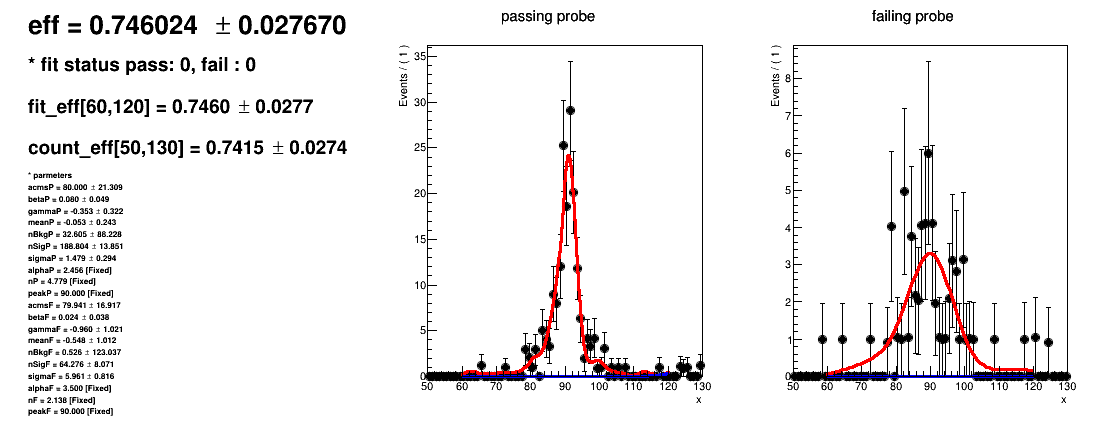 eff = 0.746024 ± 0.027670
* fit status pass: 0, fail : 0
fit_eff[60,120] = 0.7460 ± 0.0277
count_eff[50,130] = 0.7415 ± 0.0274
* parmeters
acmsP = 80.000 ± 21.309
betaP = 0.080 ± 0.049
gammaP = -0.353 ± 0.322
meanP = -0.053 ± 0.243
nBkgP = 32.605 ± 88.228
nSigP = 188.804 ± 13.851
sigmaP = 1.479 ± 0.294
alphaP = 2.456 [Fixed]
nP = 4.779 [Fixed]
peakP = 90.000 [Fixed]
acmsF = 79.941 ± 16.917
betaF = 0.024 ± 0.038
gammaF = -0.960 ± 1.021
meanF = -0.548 ± 1.012
nBkgF = 0.526 ± 123.037
nSigF = 64.276 ± 8.071
sigmaF = 5.961 ± 0.816
alphaF = 3.500 [Fixed]
nF = 2.138 [Fixed]
peakF = 90.000 [Fixed]
passing probe
Events / ( 1 )
35
30
25
20
15
10
5
0
50 60 70 80 90 100 110 120 130
x
failing probe
Events / ( 1 )
8
7
6
5
4
3
2
1
0
50 60 70 80 90 100 110 120 130
x